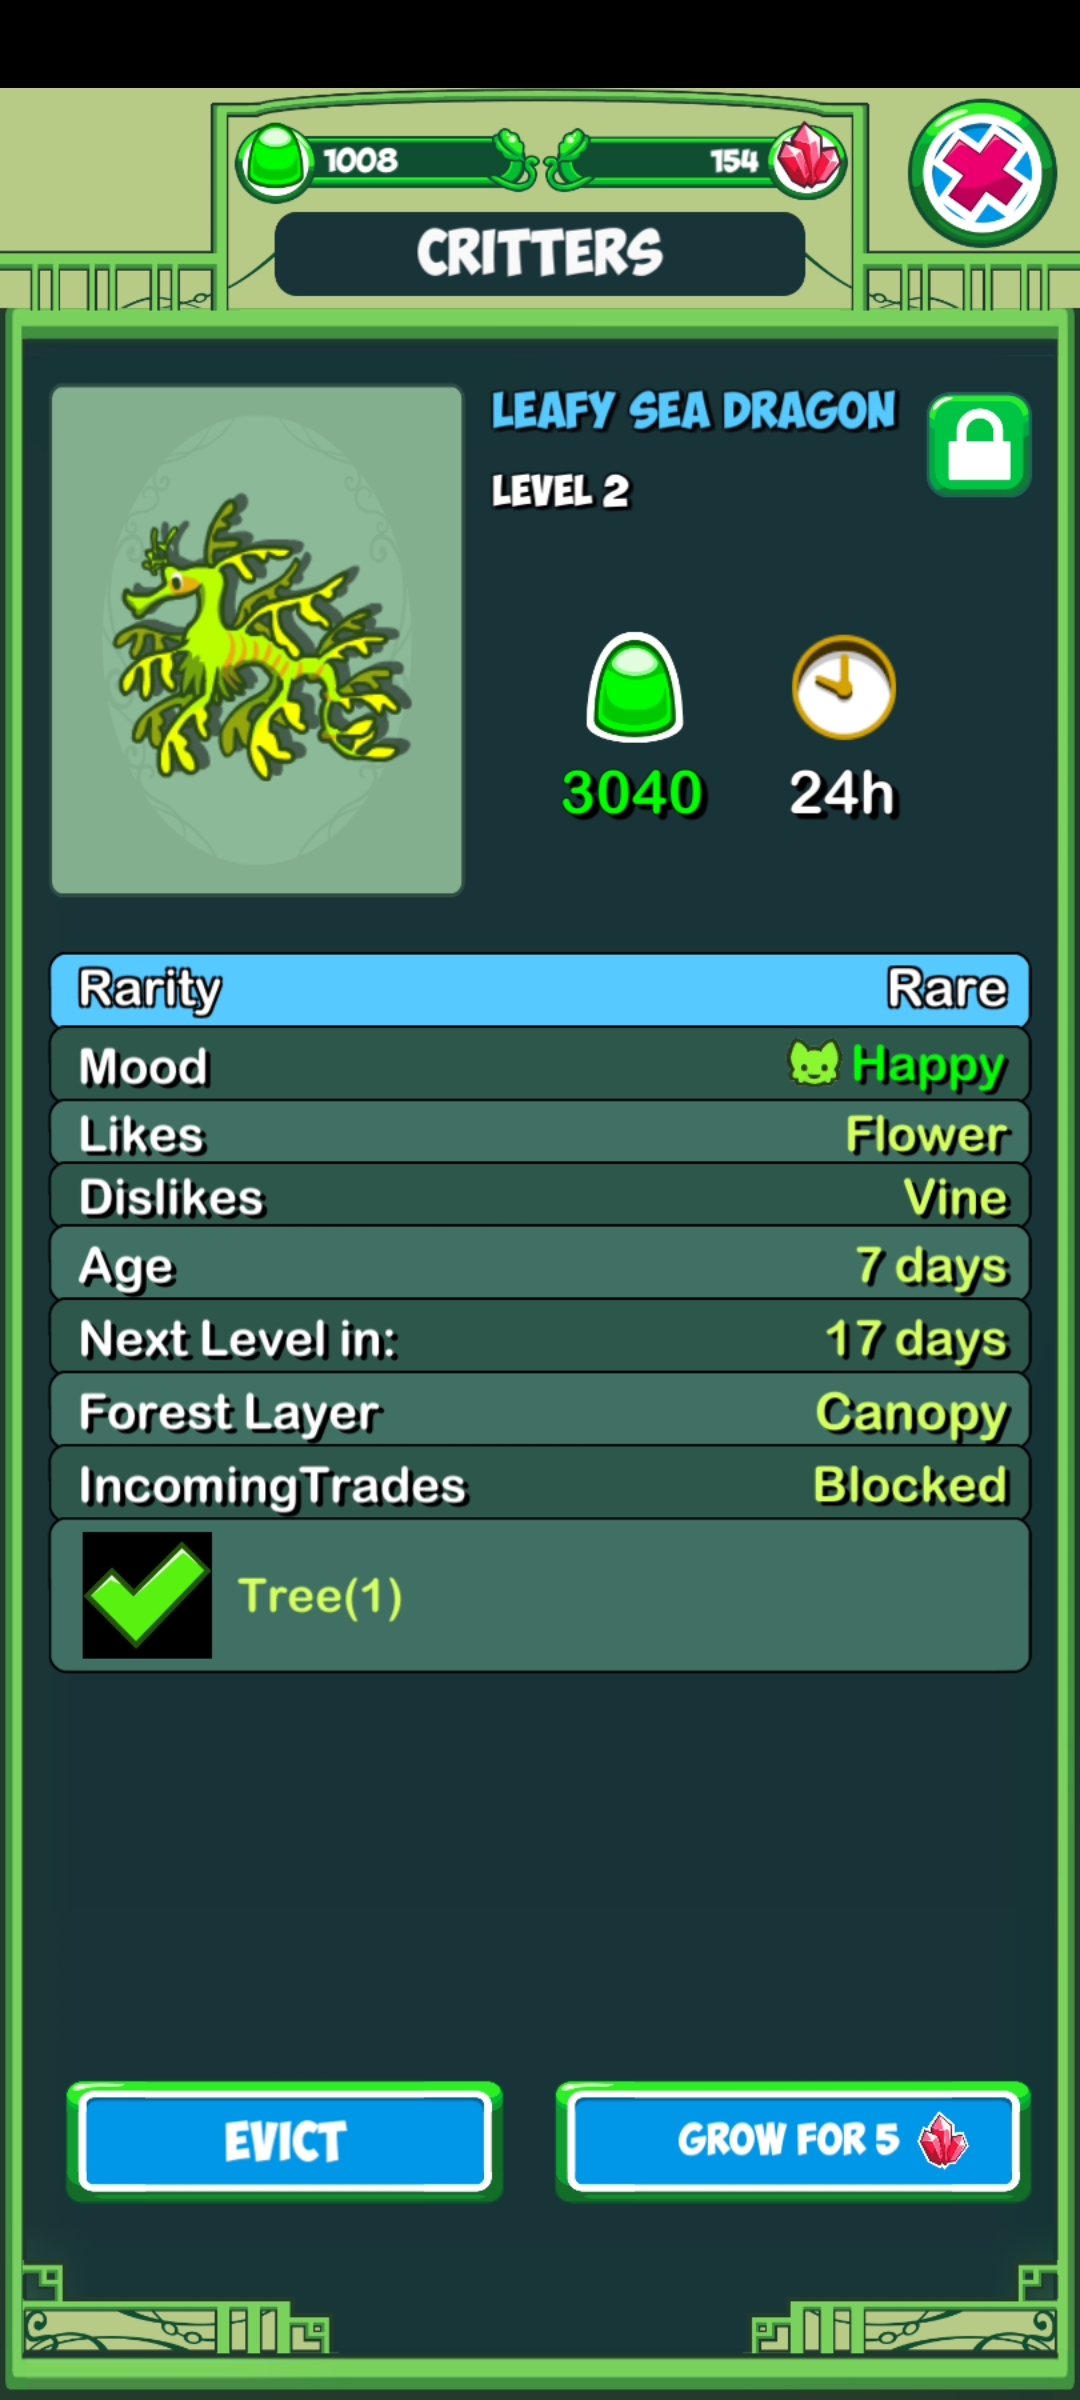 1008 154
CRITTERS
LEAFY SEA DRAGON
LEVEL 2
3040 24h
Rarity Rare
Mood Happy
Likes Flower
Dislikes Vine
Age 7 days
Next Level in: 17 days
Forest Layer Canopy
IncomingTrades Blocked
Tree(1)
EVICT GROW FOR 5